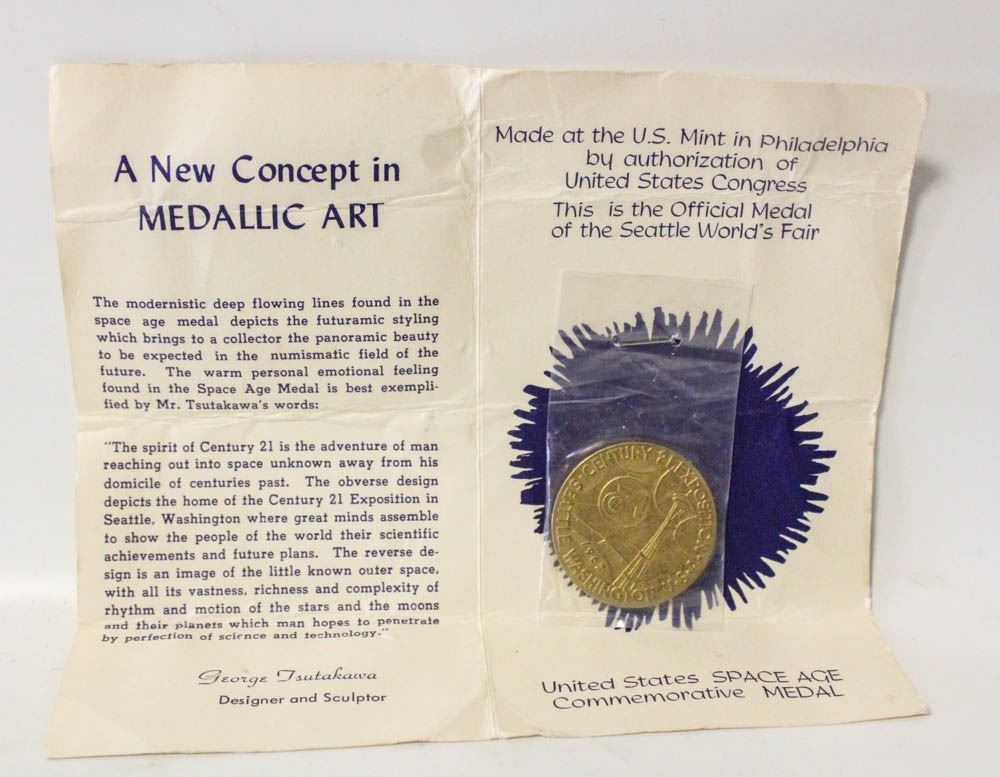 A New Concept in
MEDALLIC ART
The modernistic deep flowing lines found in the
space age medal depicts the futuramic styling
which brings to a collector the panoramic beauty
to be expected in the numismatic field of the
future. The warm personal emotional feeling
found in the Space Age Medal is best exempli-
fied by Mr. Tsutakawa's words:
"The spirit of Century 21 is the adventure of man
reaching out into space unknown away from his
domicile of centuries past. The obverse design
depicts the home of the Century 21 Exposition in
Seattle, Washington where great minds assemble
to show the people of the world their scientific
achievements and future plans. The reverse de-
sign is an image of the little known outer space,
with all its vastness, richness and complexity of
rhythm and motion of the stars and the moons
and their planets which man hopes to penetrate
by perfection of science and technology."
George Tsutakawa
Designer and Sculptor
Made at the U.S. Mint in Philadelphia
by authorization of
United States Congress
This is the Official Medal
of the Seattle World's Fair
CENTURY 21 EXPOSITION
SEATTLE WASHINGTON U.S.A.
1962
United States SPACE AGE
Commemorative MEDAL